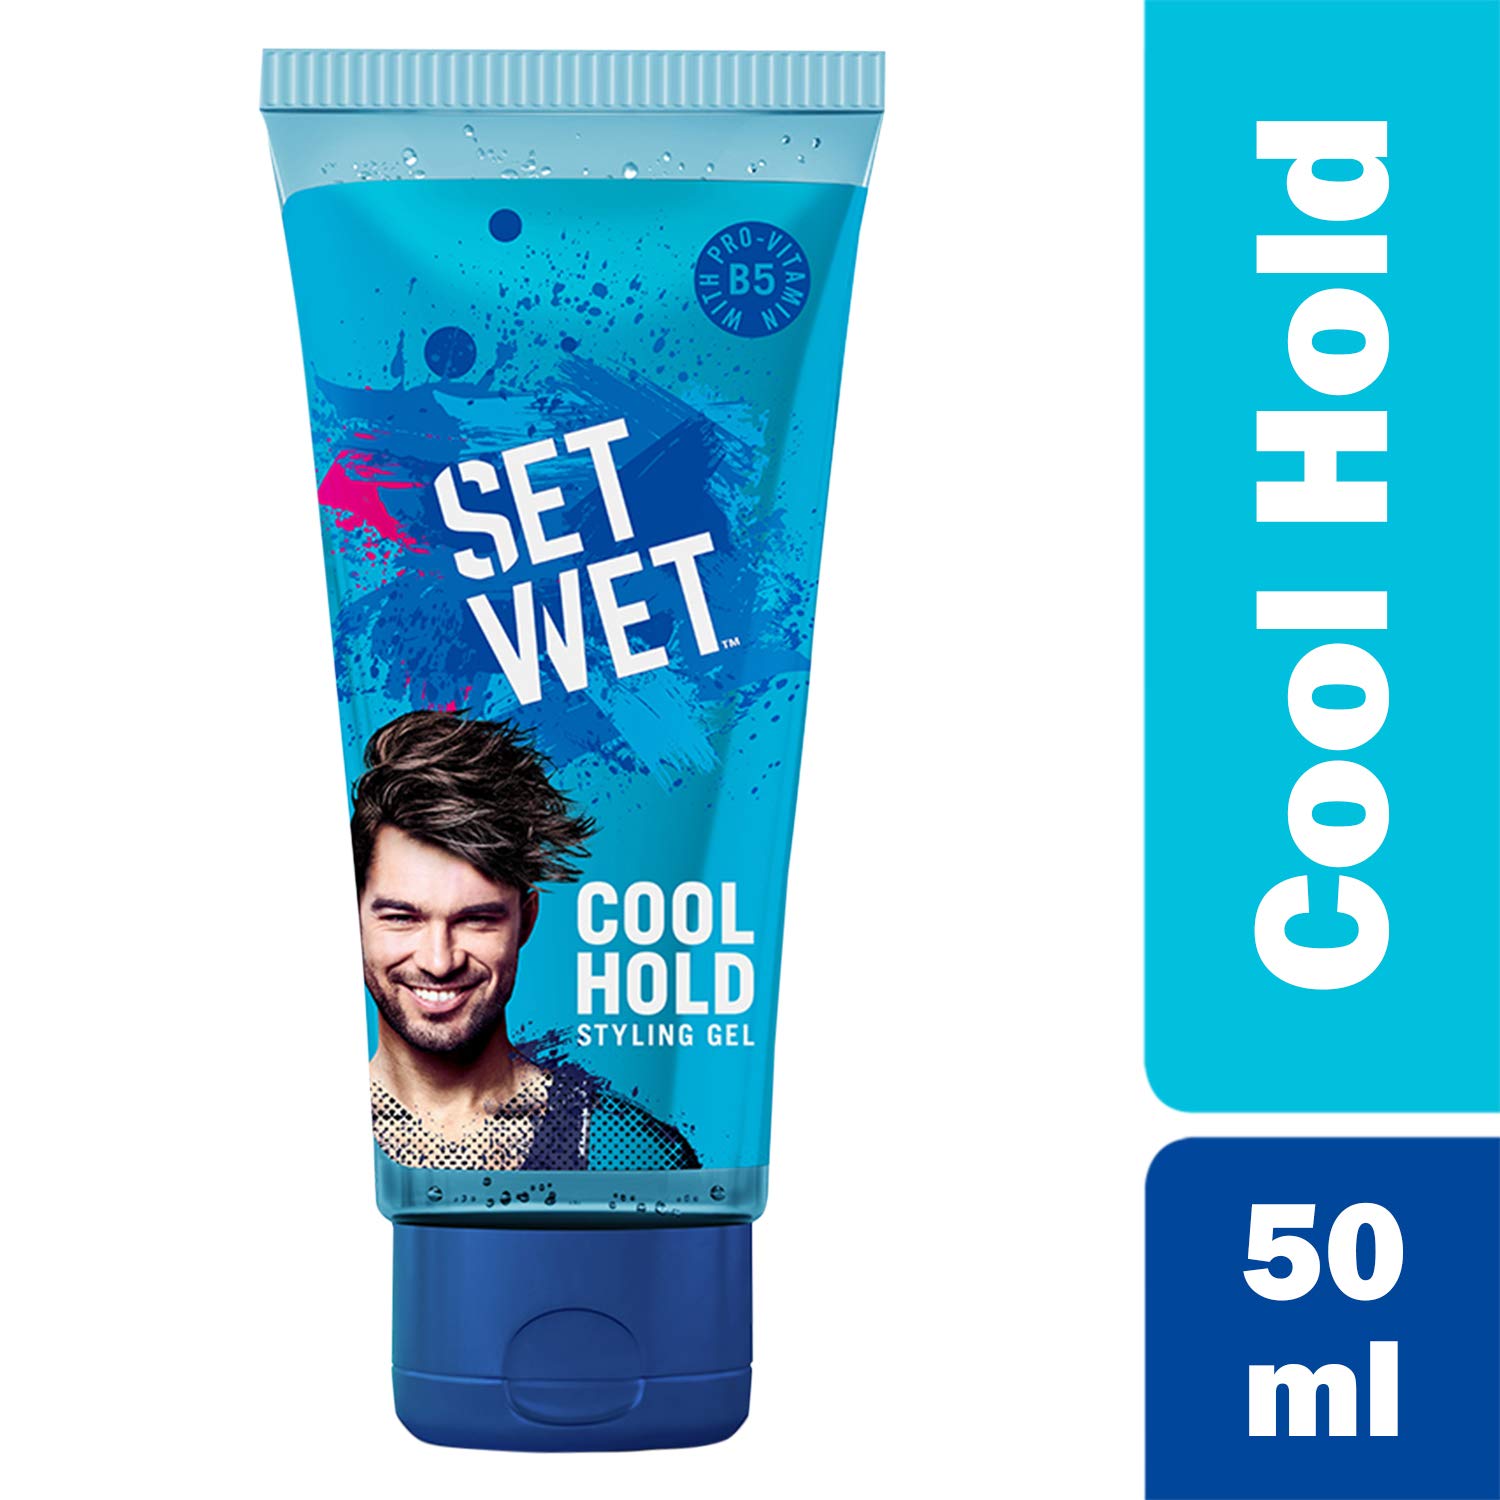 WITH PRO-VITAMIN
B5
SET
WET™
COOL
HOLD
STYLING GEL
Cool Hold
50
ml